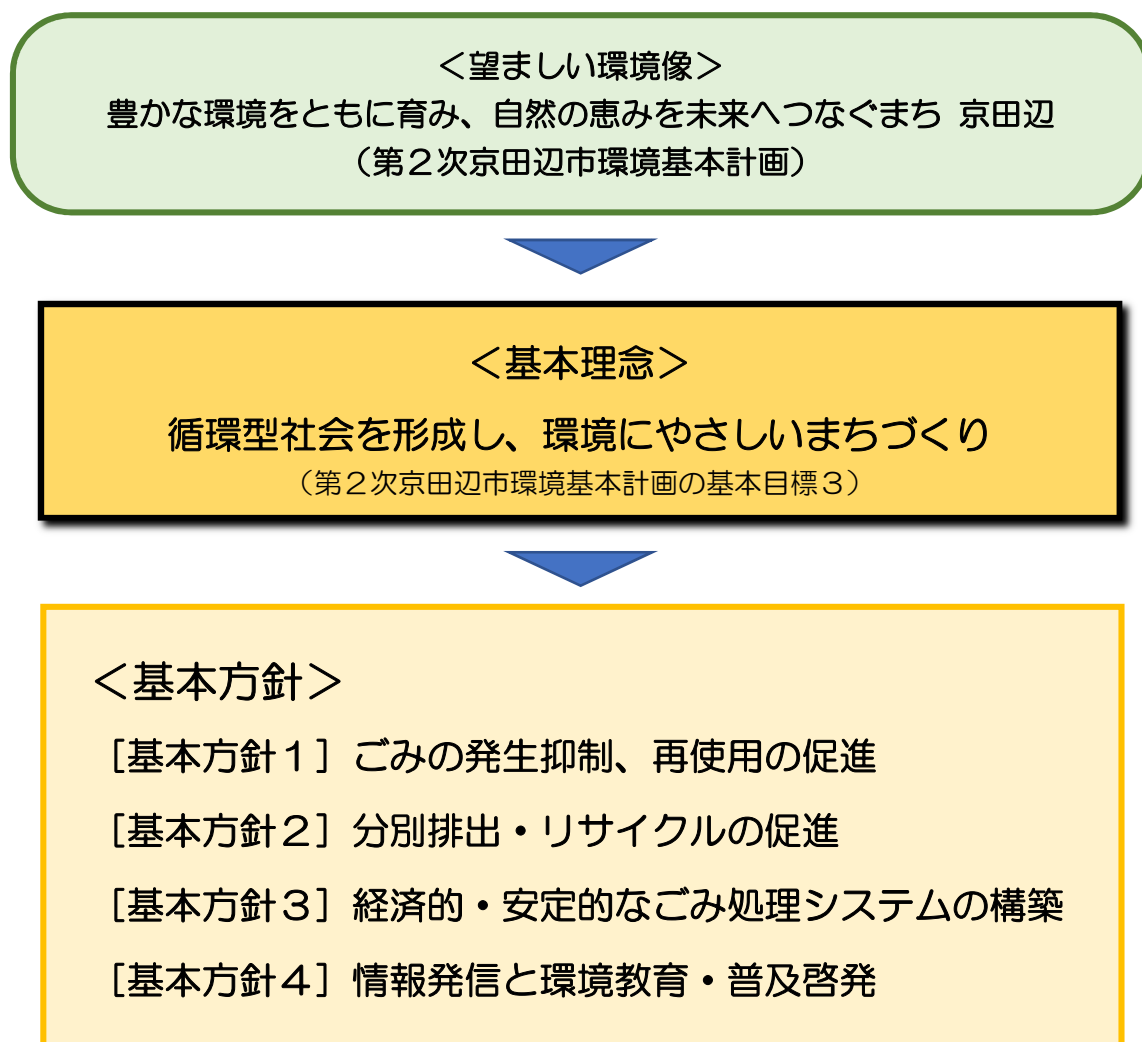 ＜望ましい環境像＞
豊かな環境をともに育み、自然の恵みを未来へつなぐまち 京田辺
（第２次京田辺市環境基本計画）
＜基本理念＞
循環型社会を形成し、環境にやさしいまちづくり
（第２次京田辺市環境基本計画の基本目標３）
＜基本方針＞
［基本方針１］ごみの発生抑制、再使用の促進
［基本方針２］分別排出・リサイクルの促進
［基本方針３］経済的・安定的なごみ処理システムの構築
［基本方針４］情報発信と環境教育・普及啓発